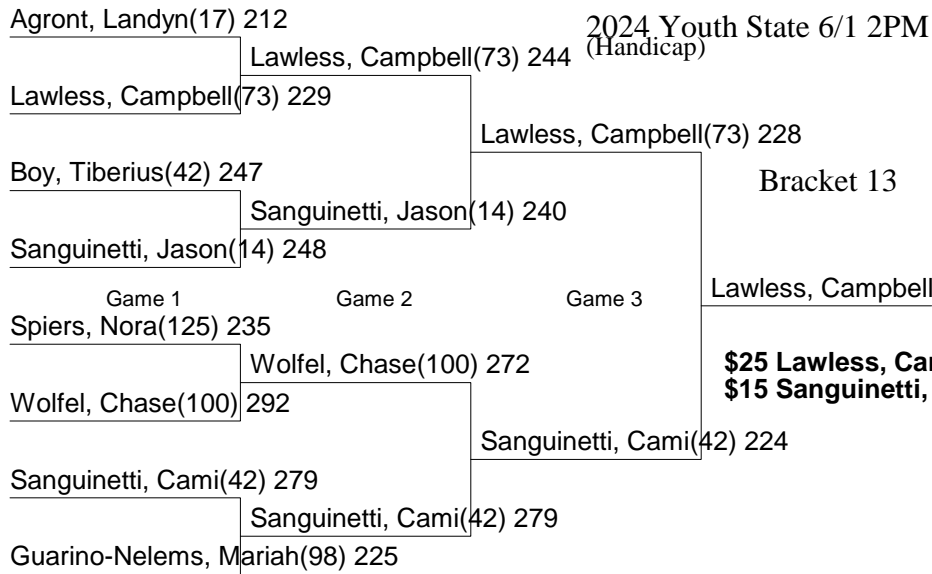 Agront, Landyn(17) 212
2024 Youth State 6/1 2PM
(Handicap)
Lawless, Campbell(73) 244
Lawless, Campbell(73) 229
Lawless, Campbell(73) 228
Boy, Tiberius(42) 247
Bracket 13
Sanguinetti, Jason(14) 240
Sanguinetti, Jason(14) 248
Game 1
Game 2
Game 3
Lawless, Campbell
Spiers, Nora(125) 235
Wolfel, Chase(100) 272
$25 Lawless, Ca
$15 Sanguinetti,
Wolfel, Chase(100) 292
Sanguinetti, Cami(42) 224
Sanguinetti, Cami(42) 279
Sanguinetti, Cami(42) 279
Guarino-Nelems, Mariah(98) 225